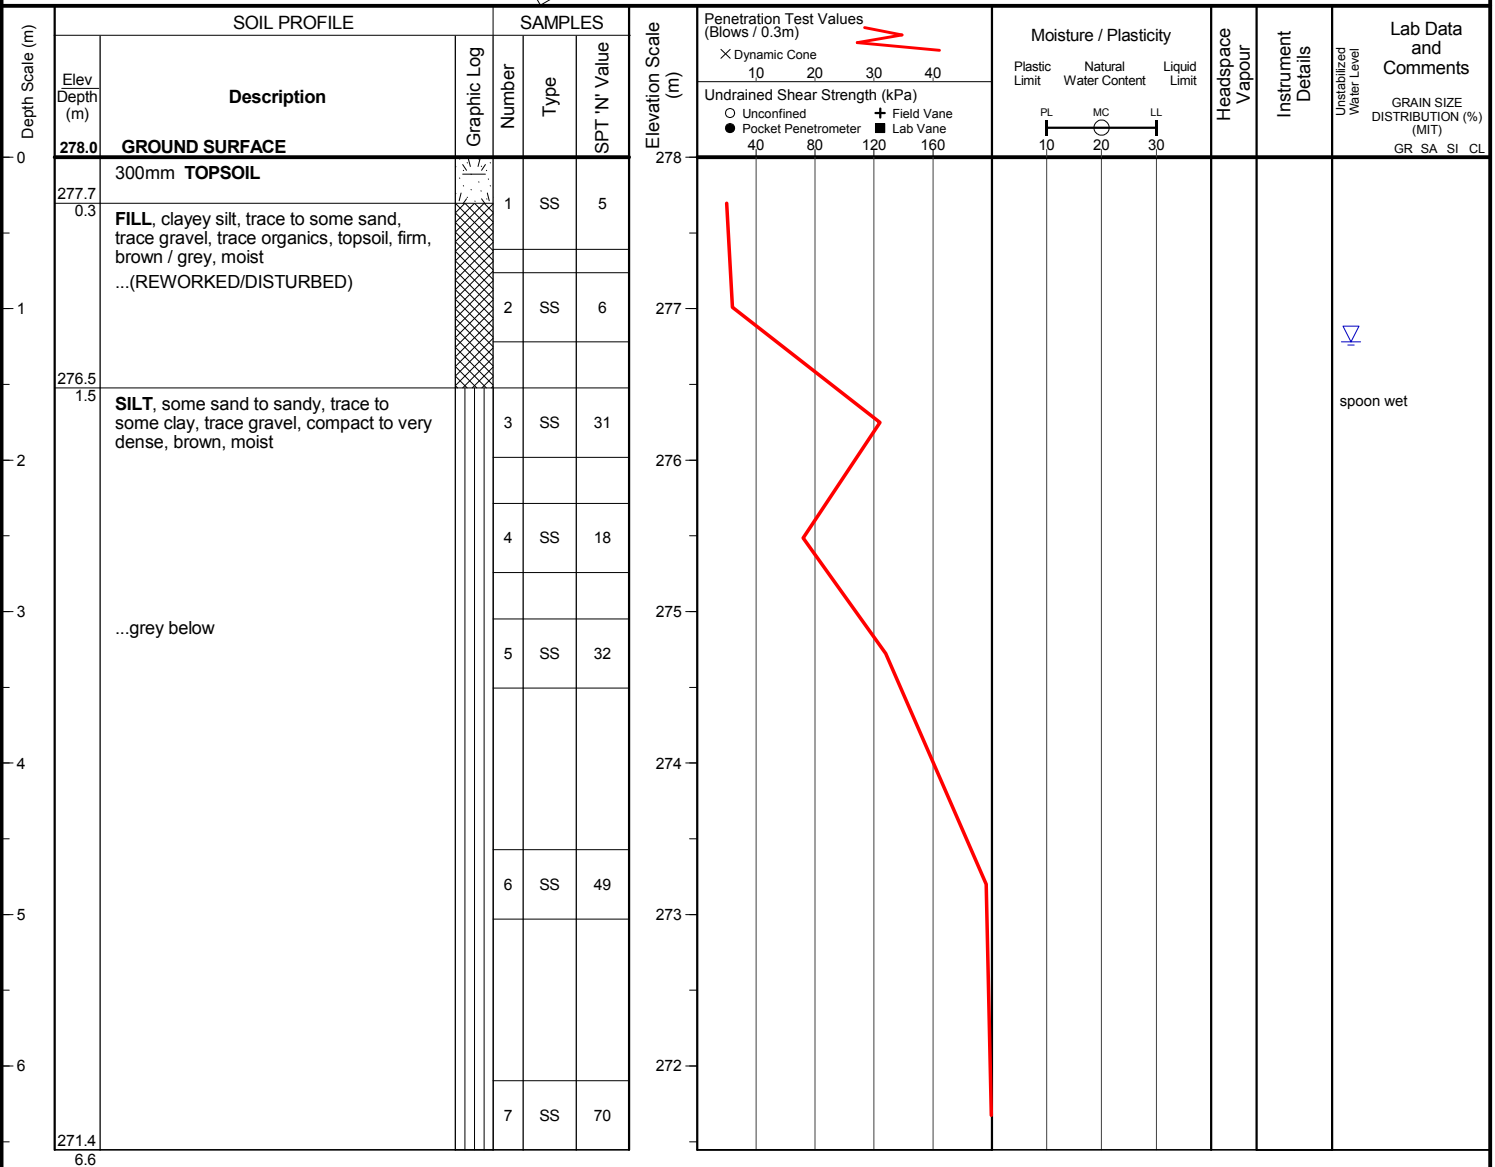 SOIL PROFILE
SAMPLES
Depth Scale (m)
Elev
Depth
(m)
Description
Graphic Log
Number
Type
SPT 'N' Value
Elevation Scale
(m)
Penetration Test Values
(Blows / 0.3m)
Dynamic Cone
10 20 30 40
Undrained Shear Strength (kPa)
Unconfined Field Vane
Pocket Penetrometer Lab Vane
40 80 120 160
Moisture / Plasticity
Plastic Limit
Natural Water Content
Liquid Limit
PL MC LL
10 20 30
Headspace
Vapour
Instrument
Details
Unstabilized
Water Level
Lab Data
and
Comments
GRAIN SIZE
DISTRIBUTION (%)
(MIT)
GR SA SI CL
278.0 GROUND SURFACE
0
278
300mm TOPSOIL
277.7
0.3
1 SS 5
FILL, clayey silt, trace to some sand,
trace gravel, trace organics, topsoil, firm,
brown / grey, moist
...(REWORKED/DISTURBED)
1
2 SS 6
277
276.5
1.5
SILT, some sand to sandy, trace to
some clay, trace gravel, compact to very
dense, brown, moist
3 SS 31
spoon wet
2
276
4 SS 18
3
275
...grey below
5 SS 32
4
274
6 SS 49
5
273
6
272
7 SS 70
271.4
6.6